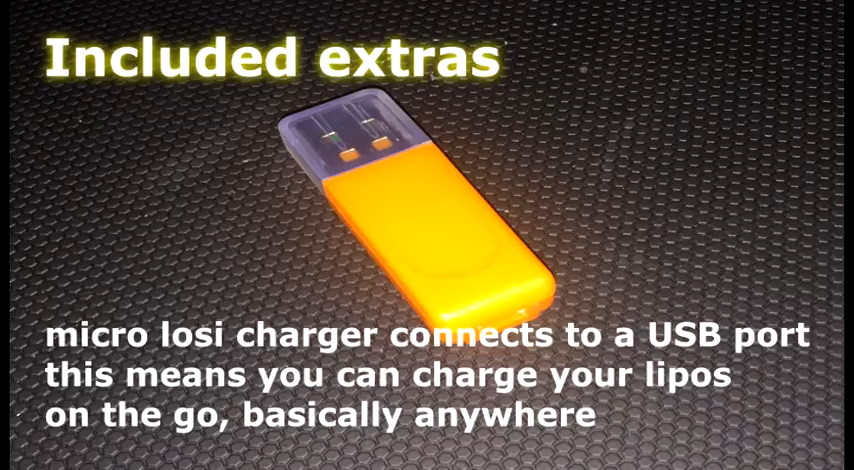 Included extras
micro losi charger connects to a USB port
this means you can charge your lipos
on the go, basically anywhere